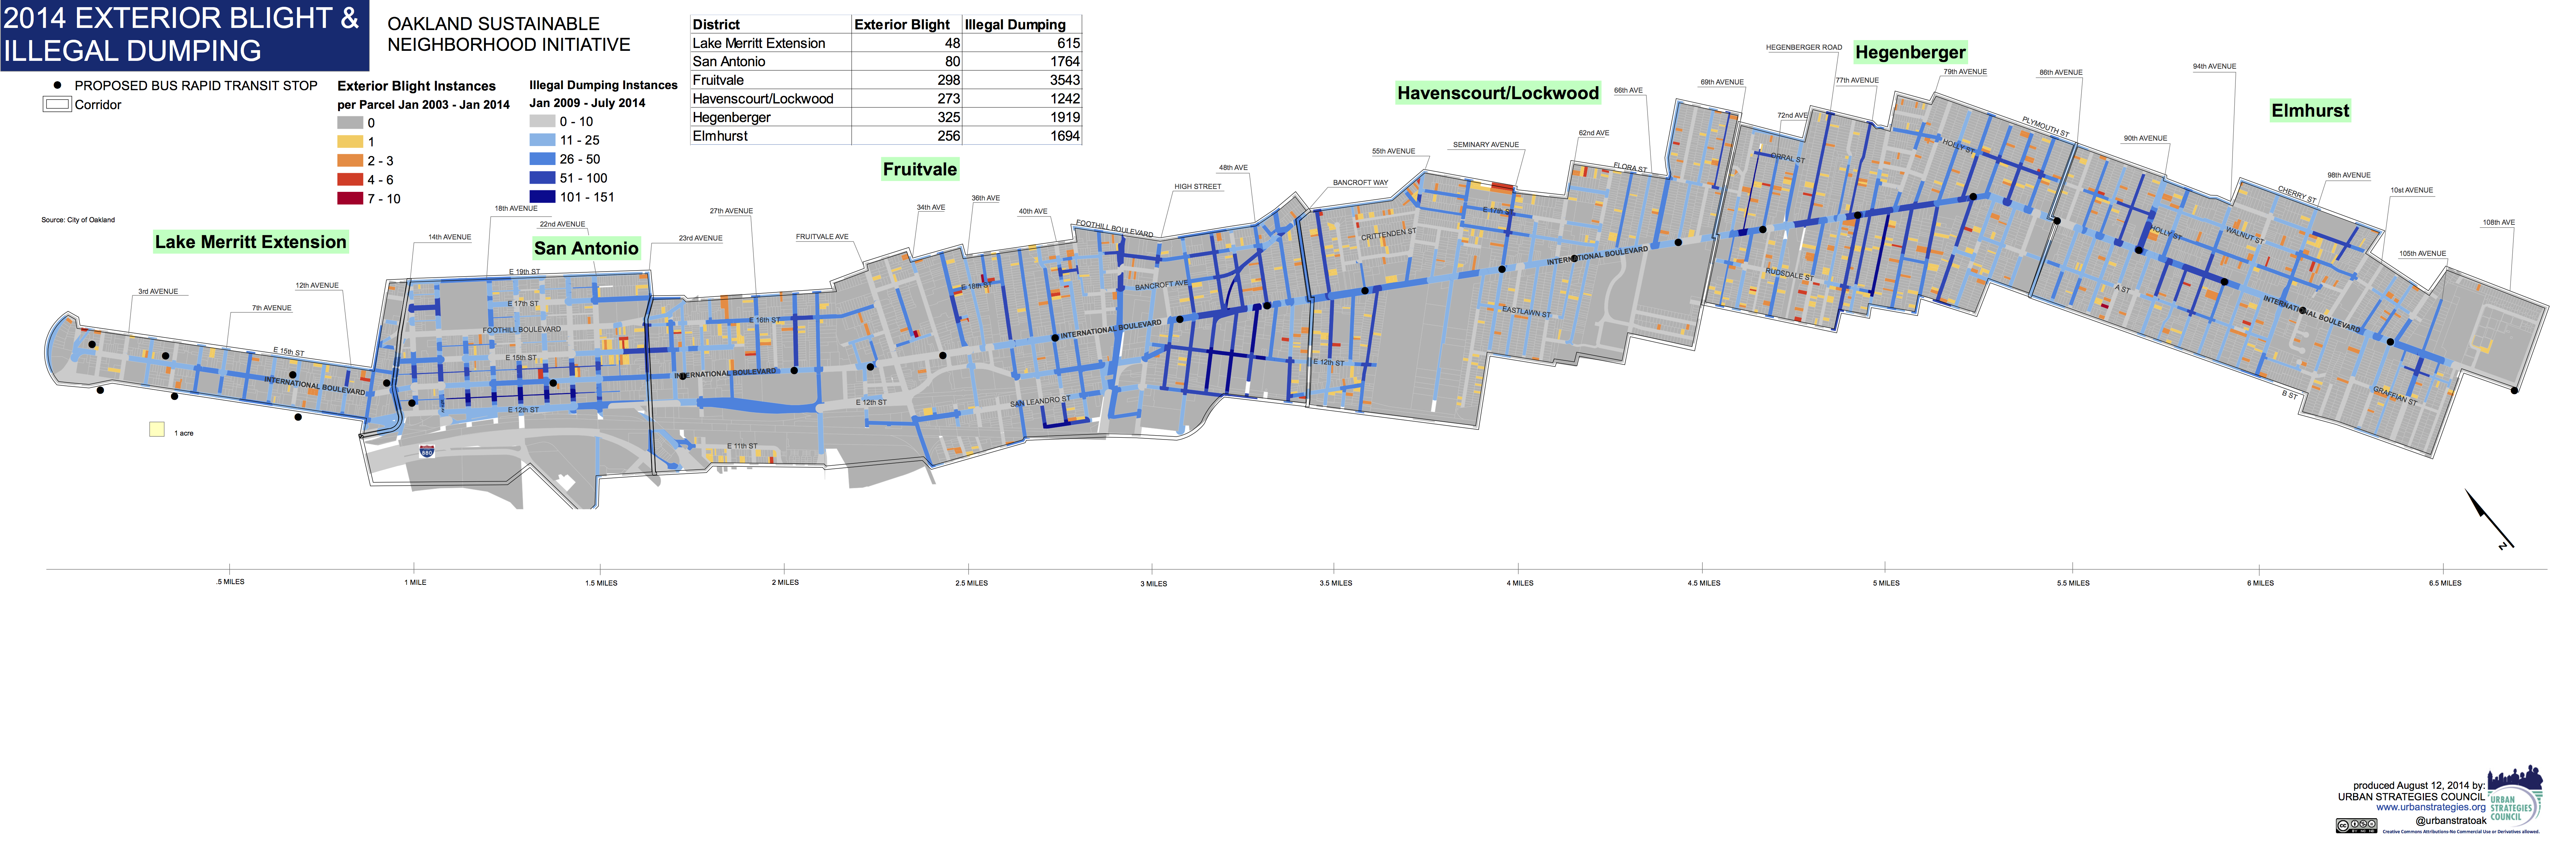 2014 EXTERIOR BLIGHT &
ILLEGAL DUMPING
OAKLAND SUSTAINABLE
NEIGHBORHOOD INITIATIVE
District Exterior Blight Illegal Dumping
Lake Merritt Extension 48 615
San Antonio 80 1764
Fruitvale 298 3543
Havenscourt/Lockwood 273 1242
Hegenberger 325 1919
Elmhurst 256 1694
PROPOSED BUS RAPID TRANSIT STOP
Corridor
Exterior Blight Instances
per Parcel Jan 2003 - Jan 2014
0
1
2 - 3
4 - 6
7 - 10
Illegal Dumping Instances
Jan 2009 - July 2014
0 - 10
11 - 25
26 - 50
51 - 100
101 - 151
Source: City of Oakland
Lake Merritt Extension
San Antonio
Fruitvale
Havenscourt/Lockwood
Hegenberger
Elmhurst
3rd AVENUE
7th AVENUE
12th AVENUE
14th AVENUE
18th AVENUE
22nd AVENUE
23rd AVENUE
27th AVENUE
FRUITVALE AVE
34th AVE
36th AVE
40th AVE
HIGH STREET
48th AVE
BANCROFT WAY
55th AVENUE
SEMINARY AVENUE
62nd AVE
66th AVE
69th AVENUE
72nd AVE
HEGENBERGER ROAD
77th AVENUE
79th AVENUE
86th AVENUE
90th AVENUE
94th AVENUE
98th AVENUE
10st AVENUE
105th AVENUE
108th AVE
E 15th ST
INTERNATIONAL BOULEVARD
E 19th ST
E 17th ST
FOOTHILL BOULEVARD
E 15th ST
E 12th ST
E 16th ST
INTERNATIONAL BOULEVARD
E 12th ST
E 11th ST
E 18th ST
FOOTHILL BOULEVARD
BANCROFT AVE
INTERNATIONAL BOULEVARD
SAN LEANDRO ST
CRITTENDEN ST
E 12th ST
E 17th ST
FLORA ST
INTERNATIONAL BOULEVARD
EASTLAWN ST
ORRAL ST
RUDSDALE ST
HOLLY ST
PLYMOUTH ST
HOLLY ST
WALNUT ST
CHERRY ST
A ST
INTERNATIONAL BOULEVARD
B ST
GRAFFIAN ST
1 acre
680
N
.5 MILES
1 MILE
1.5 MILES
2 MILES
2.5 MILES
3 MILES
3.5 MILES
4 MILES
4.5 MILES
5 MILES
5.5 MILES
6 MILES
6.5 MILES
produced August 12, 2014 by:
URBAN STRATEGIES COUNCIL
www.urbanstrategies.org
@urbanstratoak
URBAN
STRATEGIES
COUNCIL
Creative Commons Attributions-No Commercial Use or Derivatives allowed.